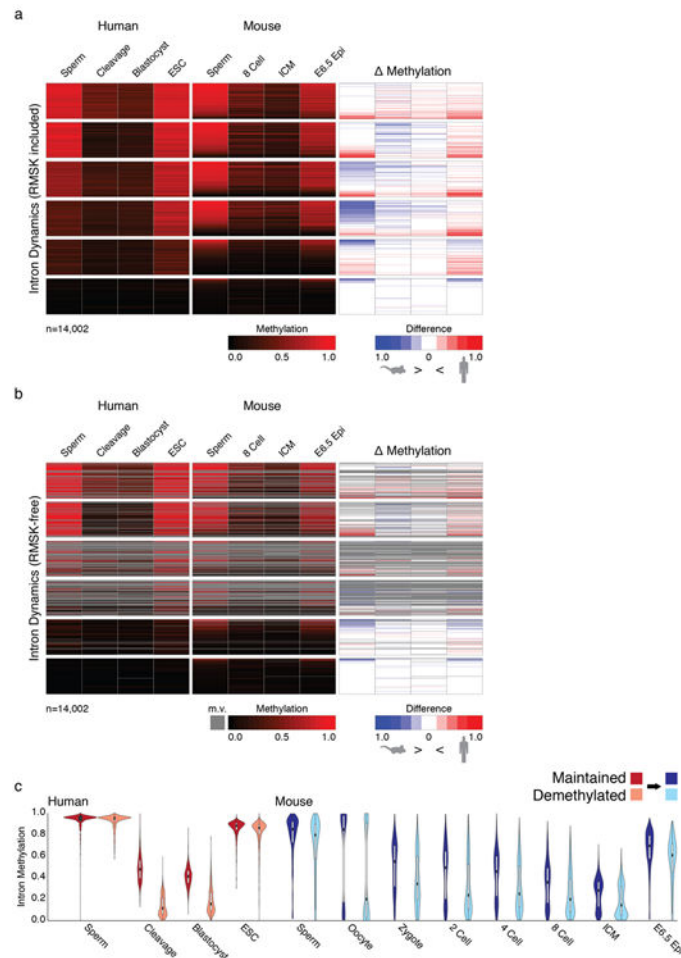 a
Human Mouse
Sperm Cleavage Blastocyst ESC Sperm 8 Cell ICM E6.5 Epi Δ Methylation
Intron Dynamics (RMSK included)
n=14,002 Methylation Difference
0.0 0.5 1.0 1.0 0 1.0
> <
b
Human Mouse
Sperm Cleavage Blastocyst ESC Sperm 8 Cell ICM E6.5 Epi Δ Methylation
Intron Dynamics (RMSK-free)
n=14,002 m.v. Methylation Difference
0.0 0.5 1.0 1.0 0 1.0
> <
c
Maintained
Demethylated
Human Mouse
Intron Methylation
1.0
0.8
0.6
0.4
0.2
0.0
Sperm Cleavage Blastocyst ESC Sperm Oocyte Zygote 2 Cell 4 Cell 8 Cell ICM E6.5 Epi